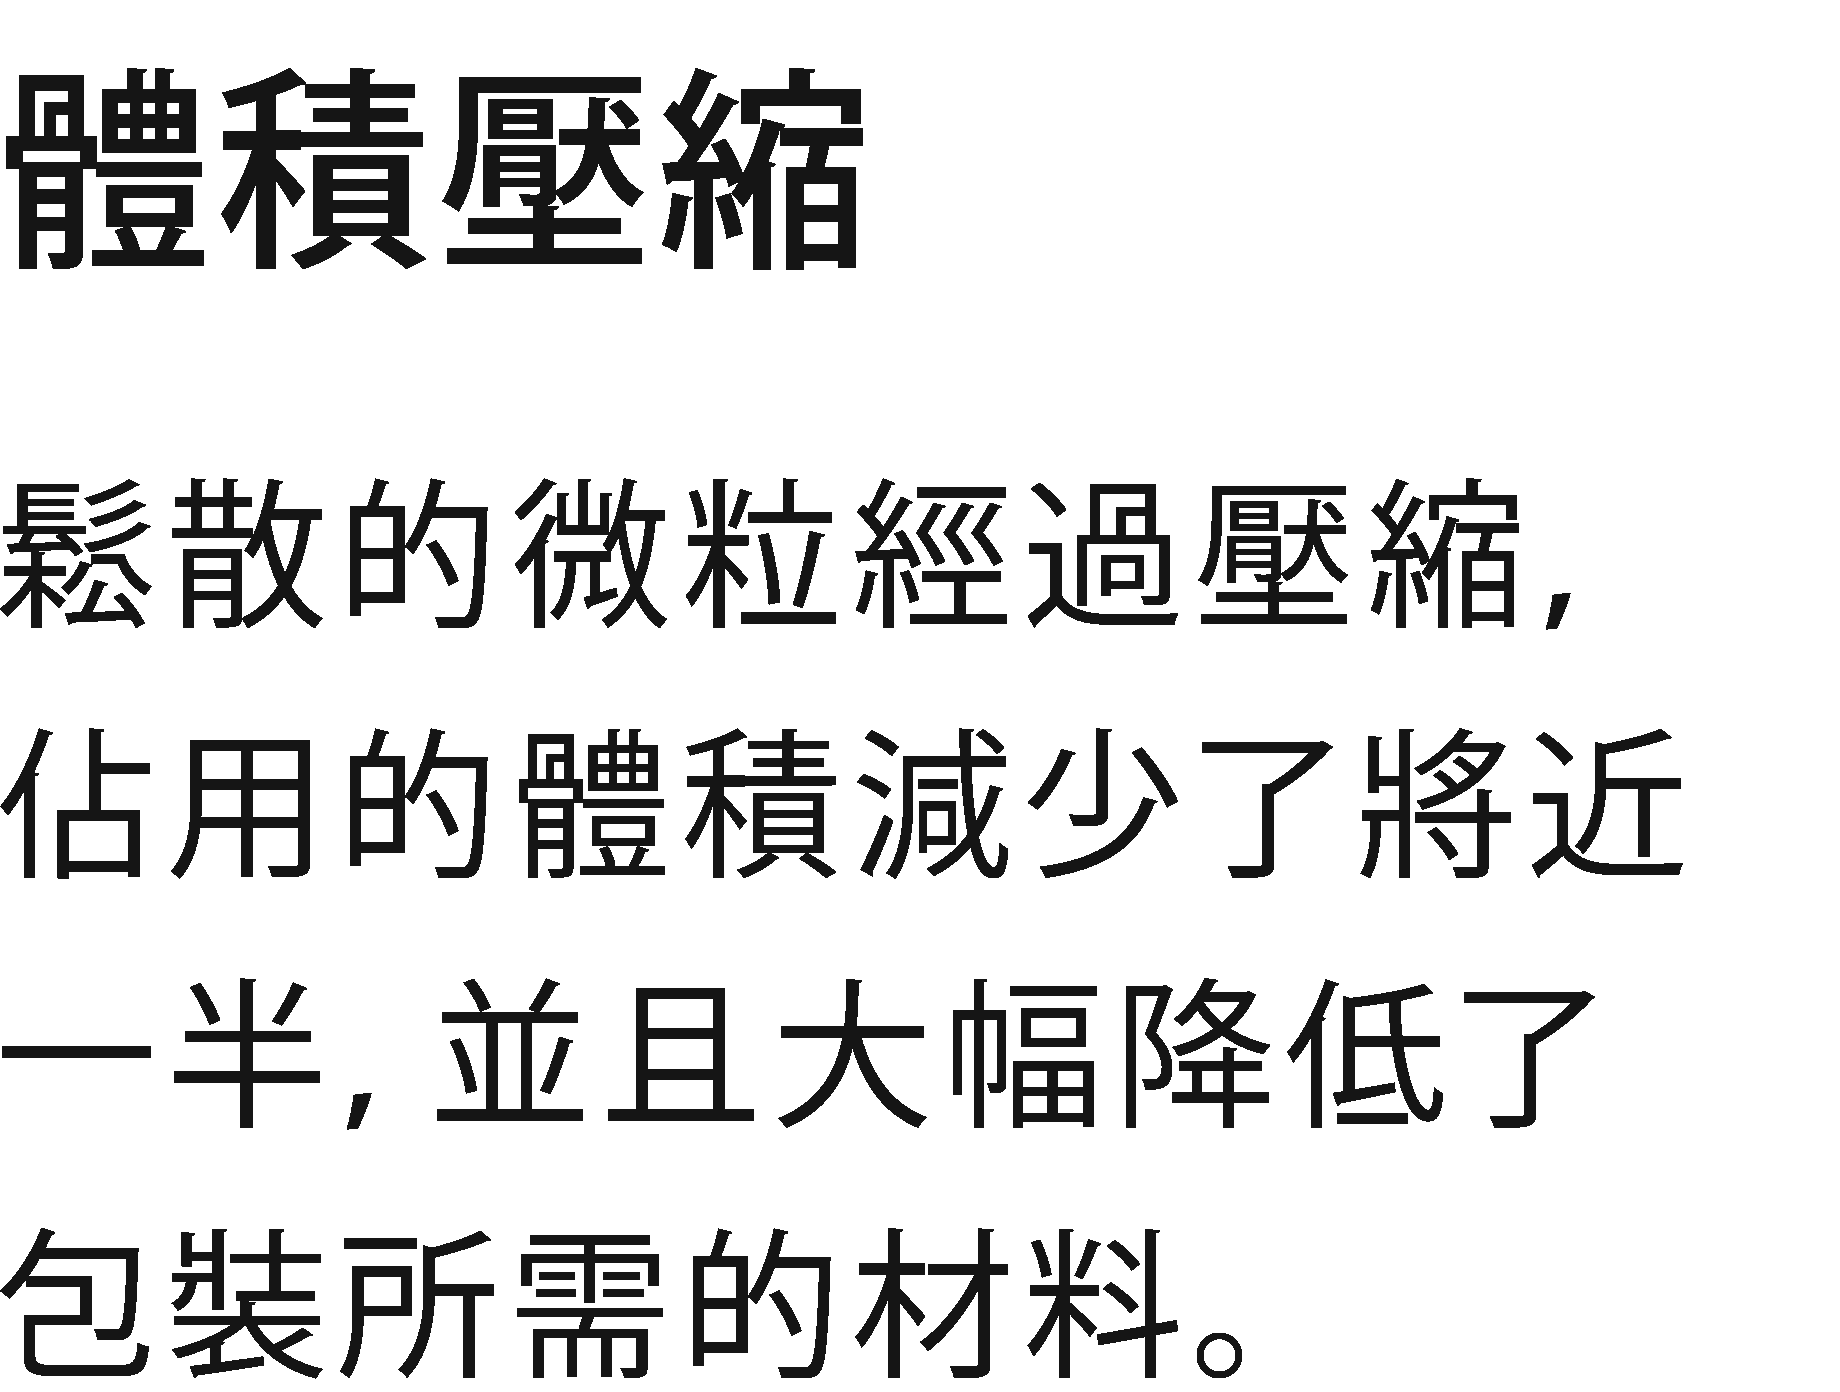 體積壓縮
鬆散的微粒經過壓縮,
佔用的體積減少了將近
一半, 並且大幅降低了
包裝所需的材料。